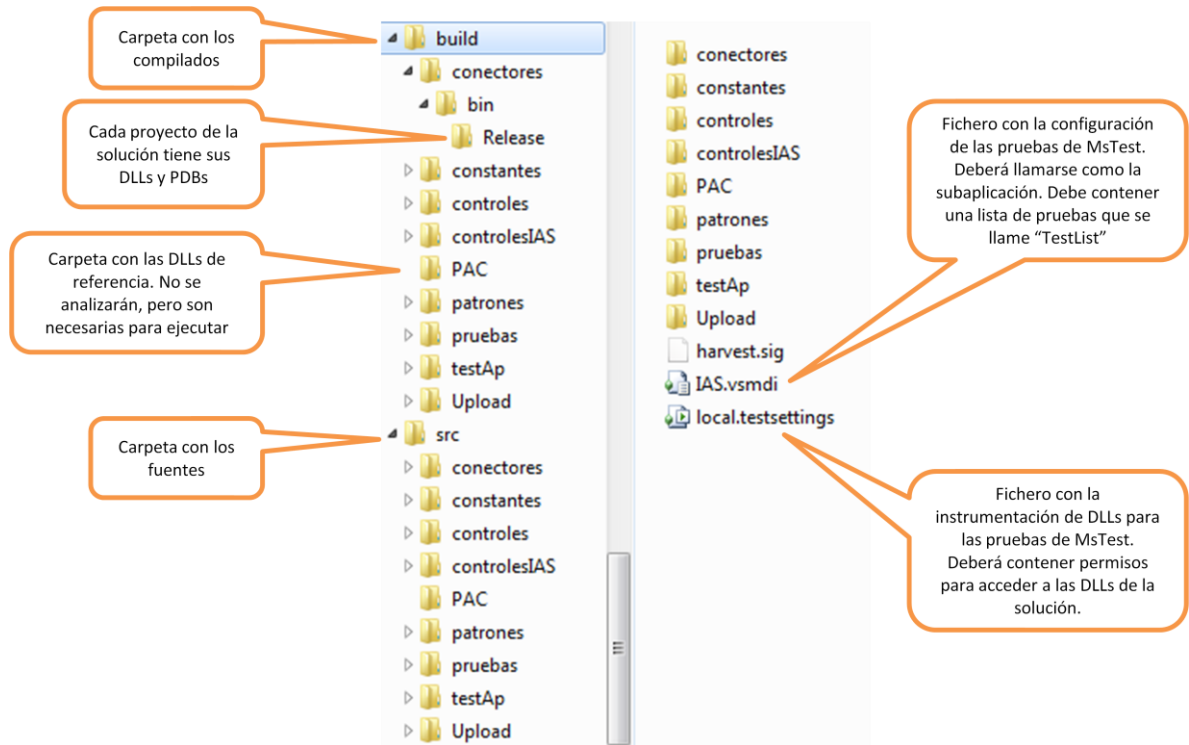 Carpeta con los
compilados
Cada proyecto de la
solución tiene sus
DLLs y PDBs
Carpeta con las DLLs de
referencia. No se
analizarán, pero son
necesarias para ejecutar
Carpeta con los
fuentes
build
conectores
bin
Release
constantes
controles
controlesIAS
PAC
patrones
pruebas
testAp
Upload
src
conectores
constantes
controles
controlesIAS
PAC
patrones
pruebas
testAp
Upload
conectores
constantes
controles
controlesIAS
PAC
patrones
pruebas
testAp
Upload
harvest.sig
IAS.vsmdi
local.testsettings
Fichero con la configuración
de las pruebas de MsTest.
Deberá llamarse como la
subaplicación. Debe contener
una lista de pruebas que se
llame “TestList”
Fichero con la
instrumentación de DLLs para
las pruebas de MsTest.
Deberá contener permisos
para acceder a las DLLs de la
solución.